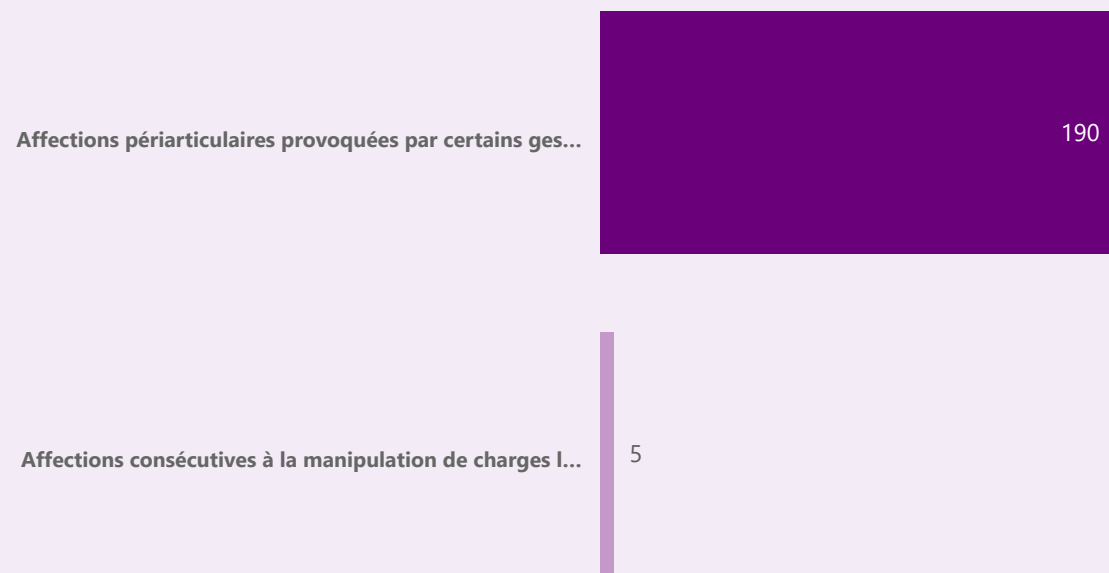 Affections périarticulaires provoquées par certains ges...
190
Affections consécutives à la manipulation de charges l...
5